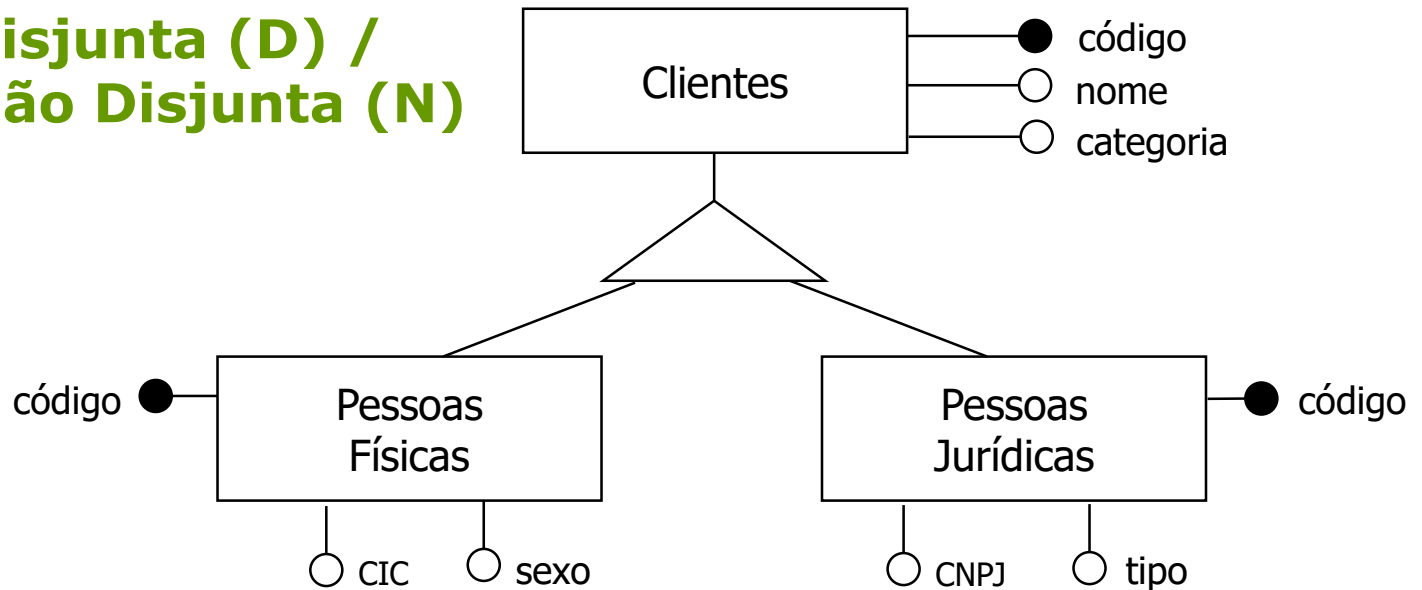 isjunta (D) /
ão Disjunta (N)
Clientes
código
nome
categoria
código
Pessoas
Físicas
CIC
sexo
Pessoas
Jurídicas
código
CNPJ
tipo